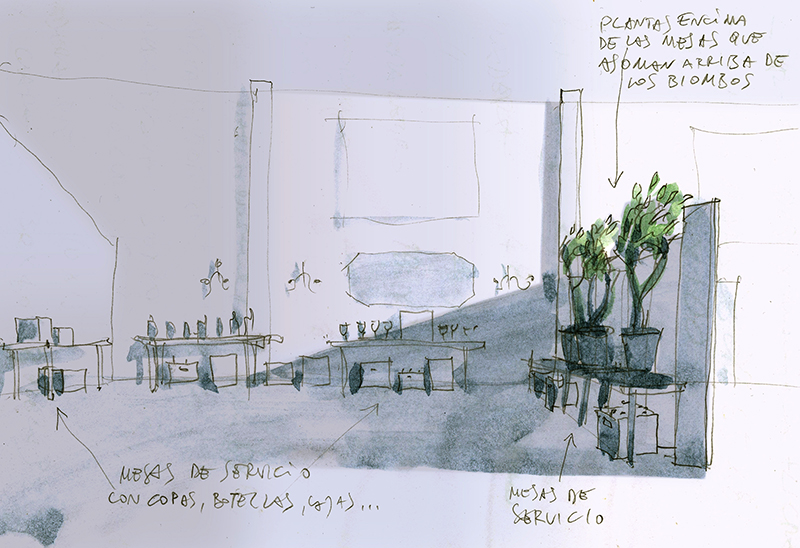 PLANTAS ENCIMA
DE LAS MESAS QUE
ASOMAN ARRIBA DE
LOS BIOMBOS
MESAS DE SERVICIO
CON COPAS, BOTELLAS, CAJAS...
MESAS DE
SERVICIO